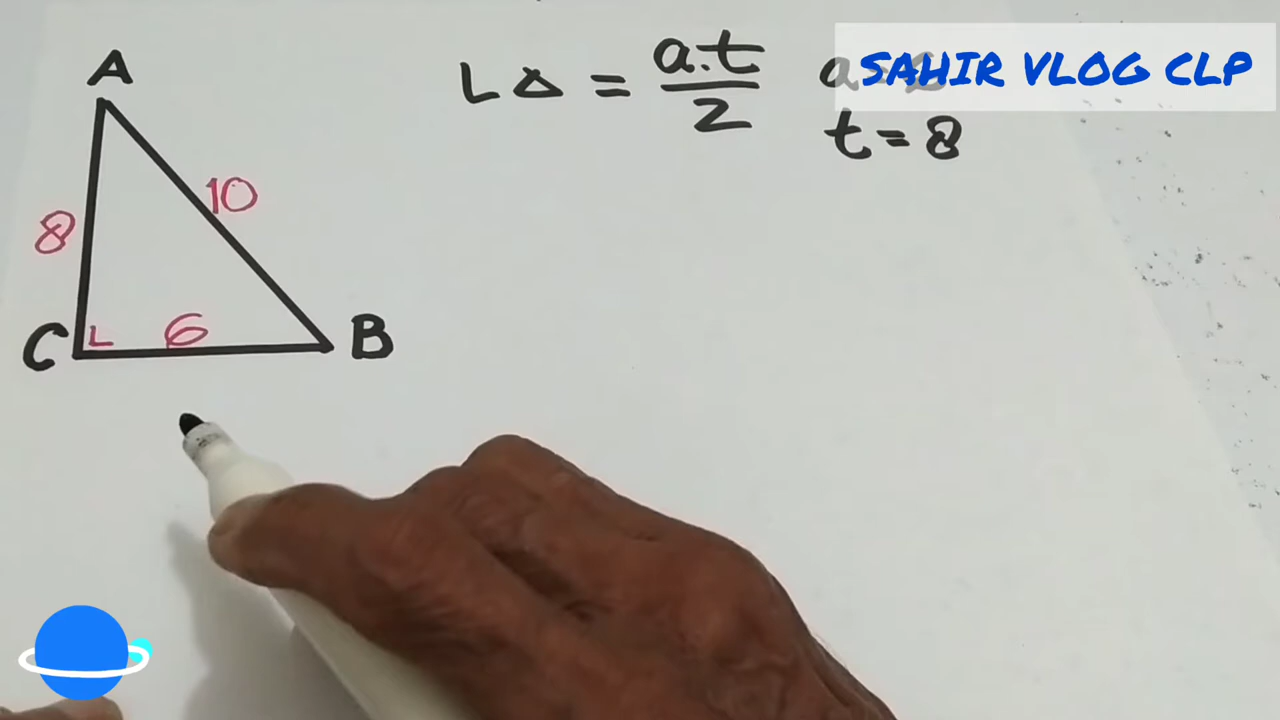 A
L△ = a.t/2
SAHIR VLOG CLP
t = 8
10
8
6
C
B